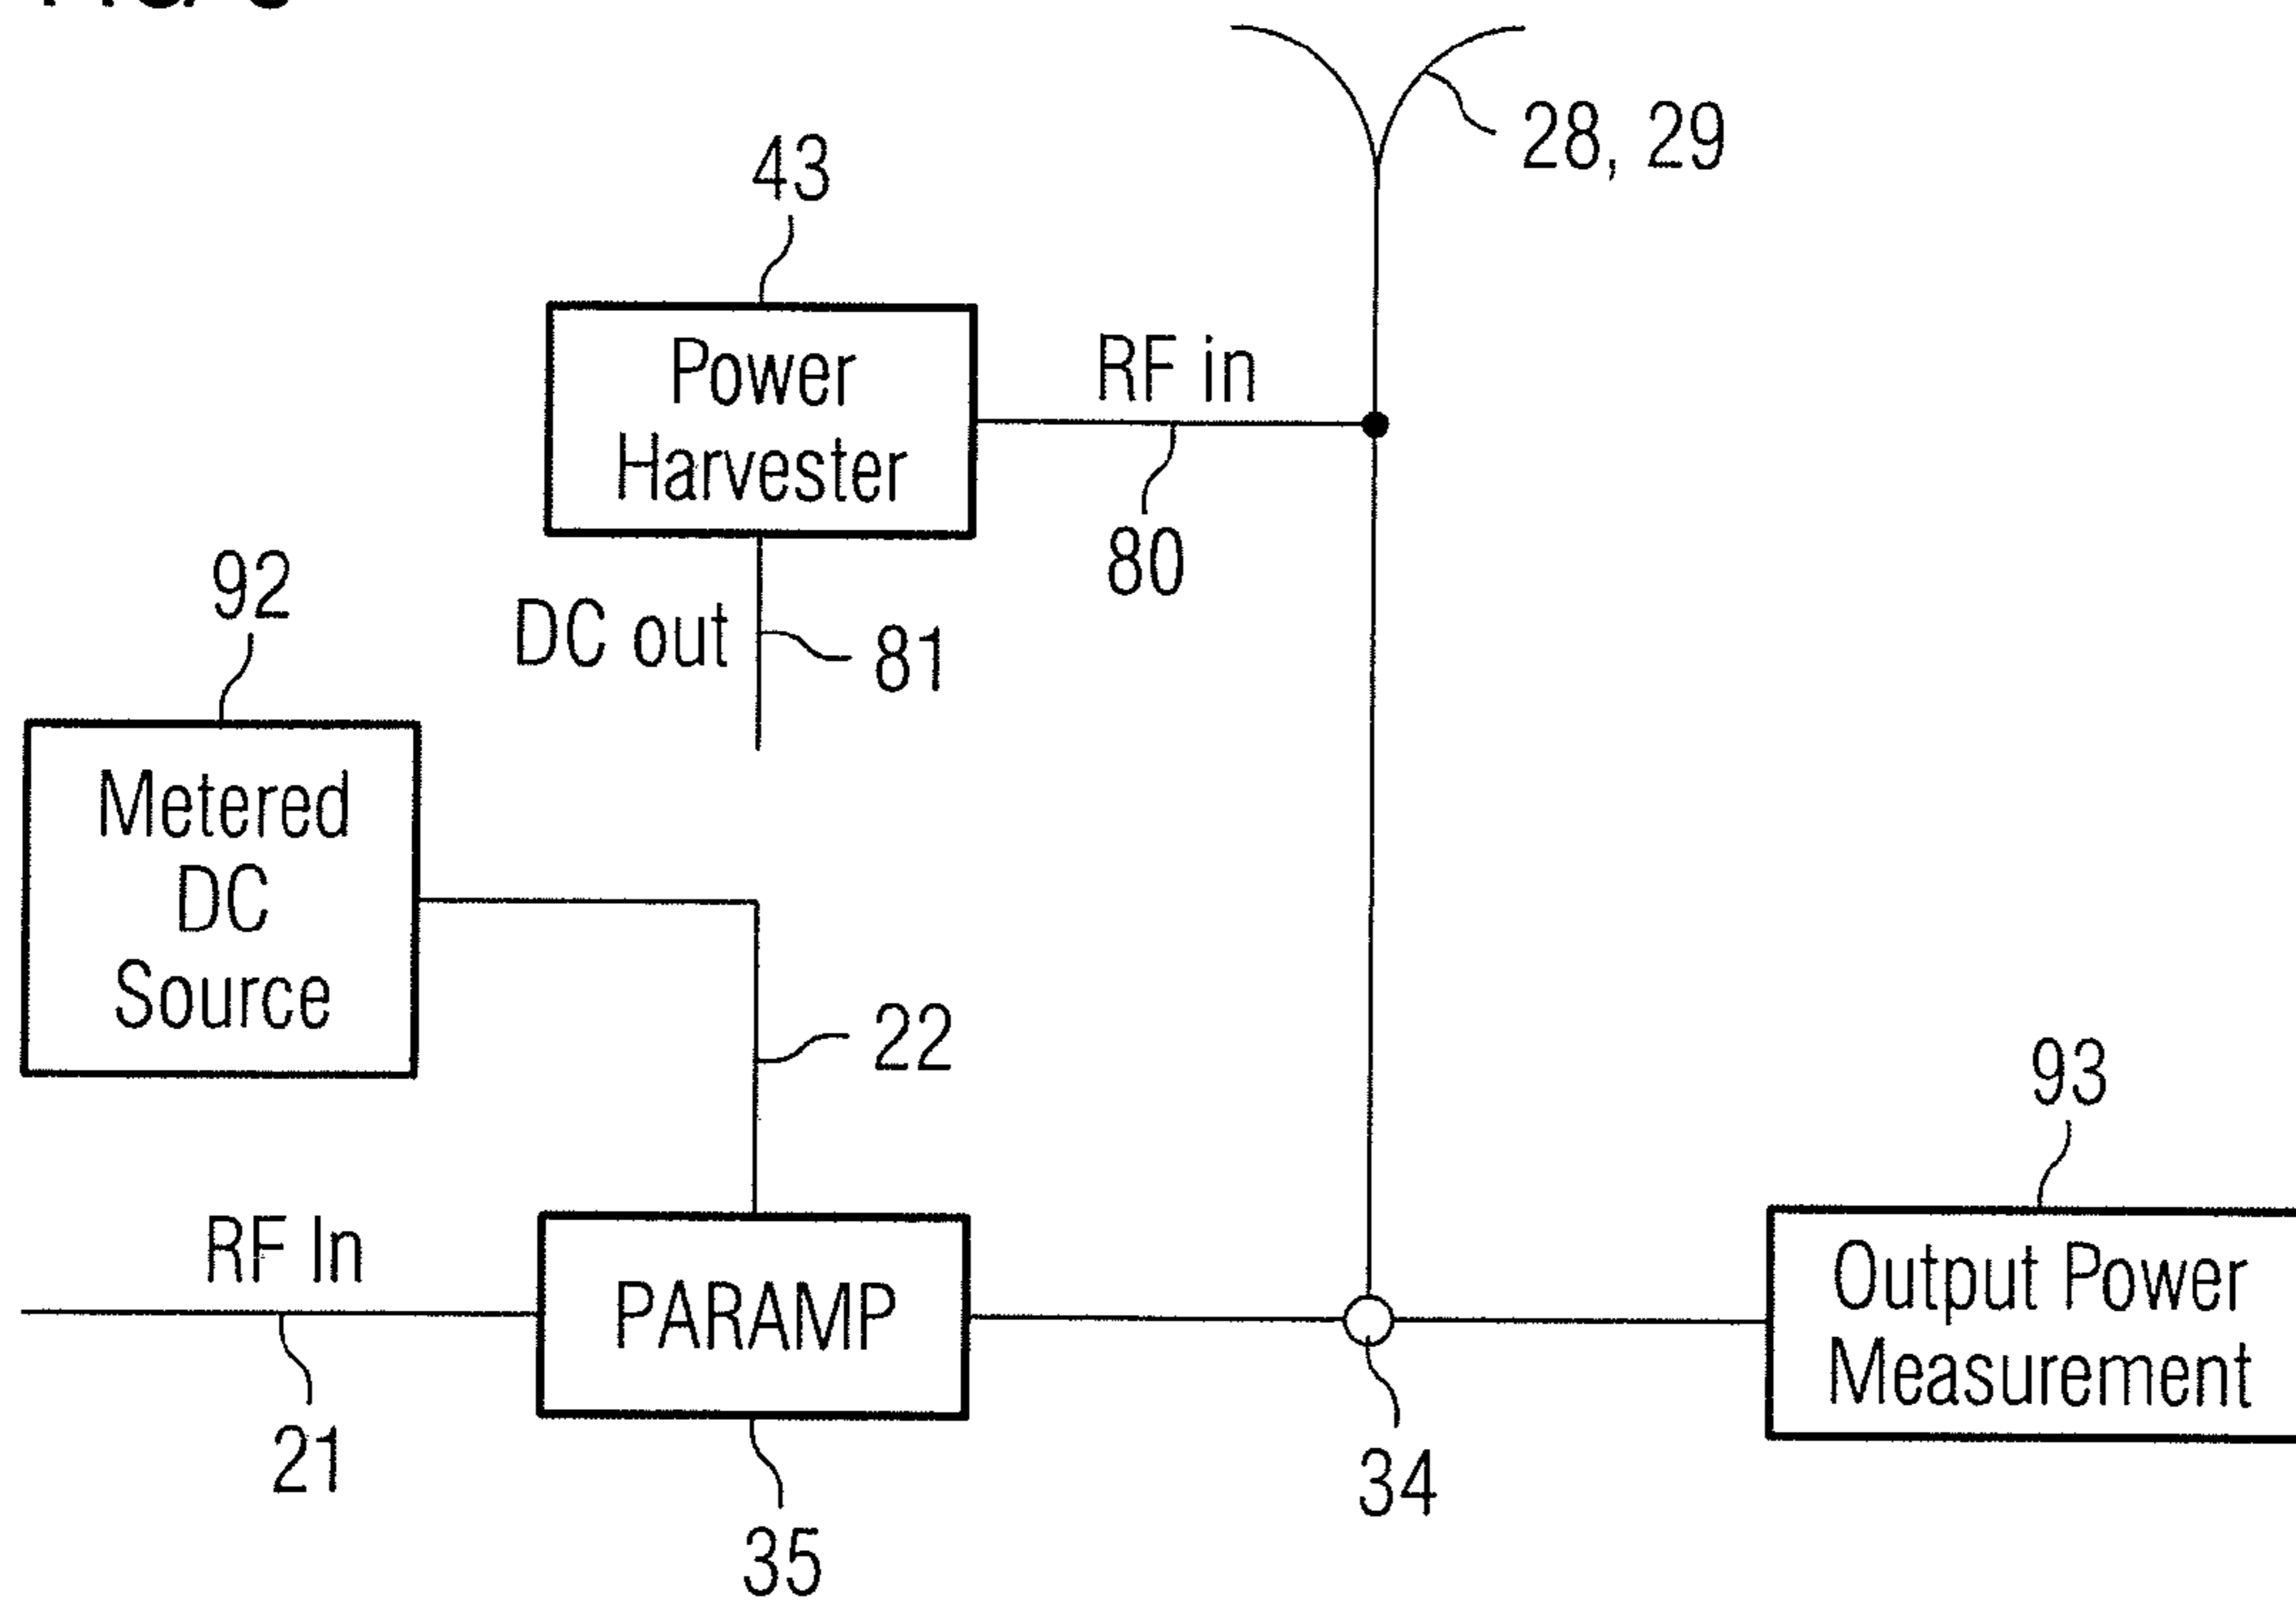 28, 29
43
Power
Harvester
RF in
80
92
DC out
81
Metered
DC
Source
22
93
RF In
PARAMP
Output Power
Measurement
21
34
35